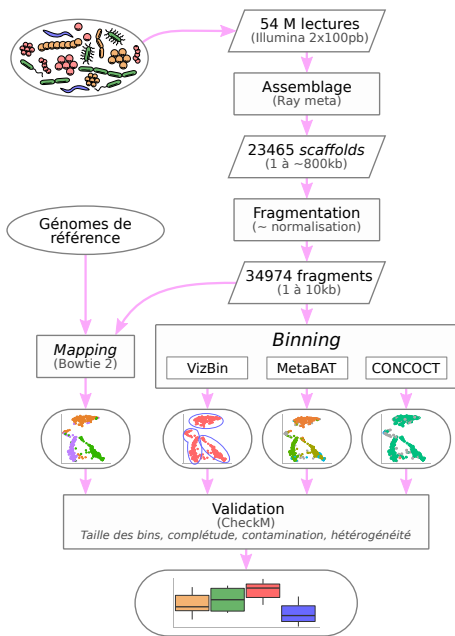 54 M lectures
(Illumina 2x100pb)
Assemblage
(Ray meta)
23465 scaffolds
(1 à ~800kb)
Génomes de
référence
Fragmentation
(~ normalisation)
34974 fragments
(1 à 10kb)
Mapping
(Bowtie 2)
Binning
VizBin
MetaBAT
CONCOCT
Validation
(CheckM)
Taille des bins, complétude, contamination, hétérogénéité